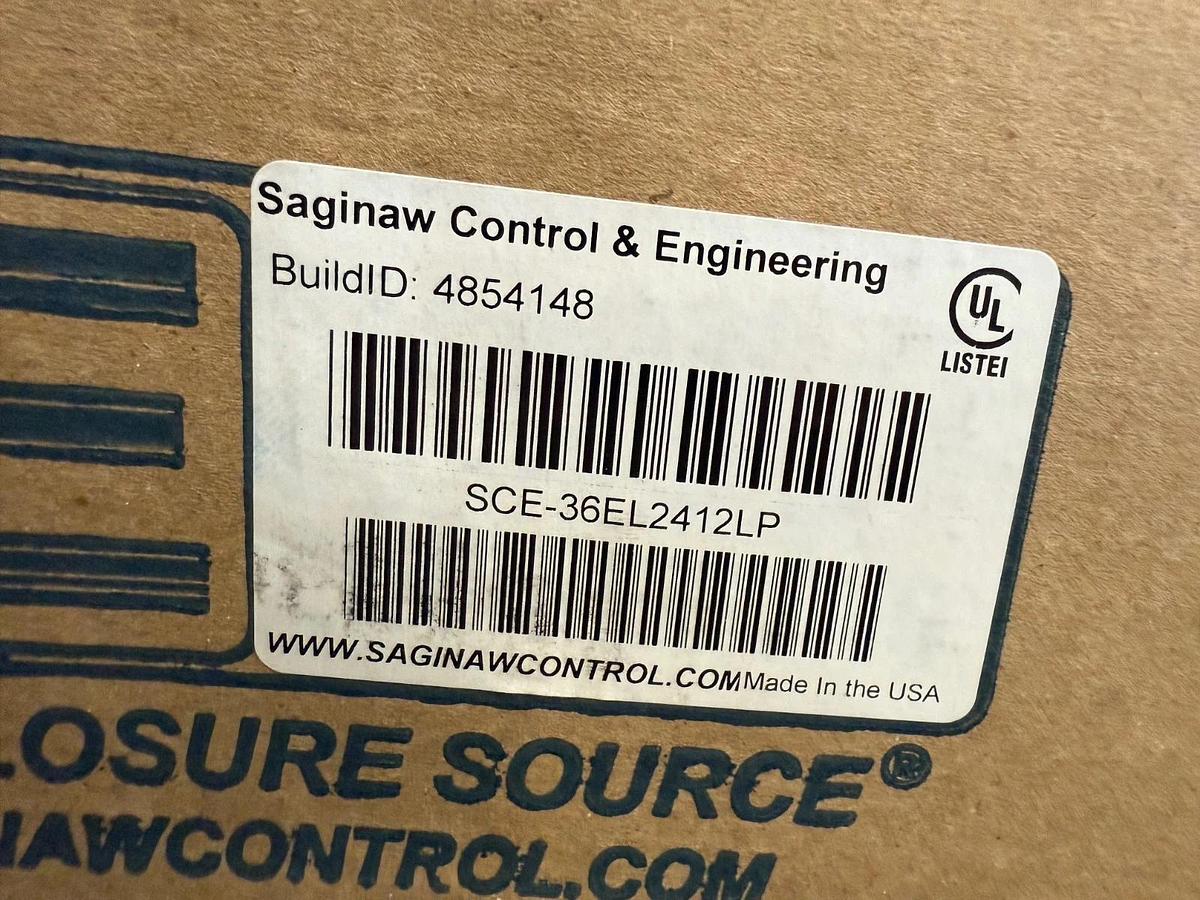 Saginaw Control & Engineering
BuildID: 4854148
UL
LISTEI
SCE-36EL2412LP
WWW.SAGINAWCONTROL.COM Made In the USA
LOSURE SOURCE®
NAWCONTROL.COM